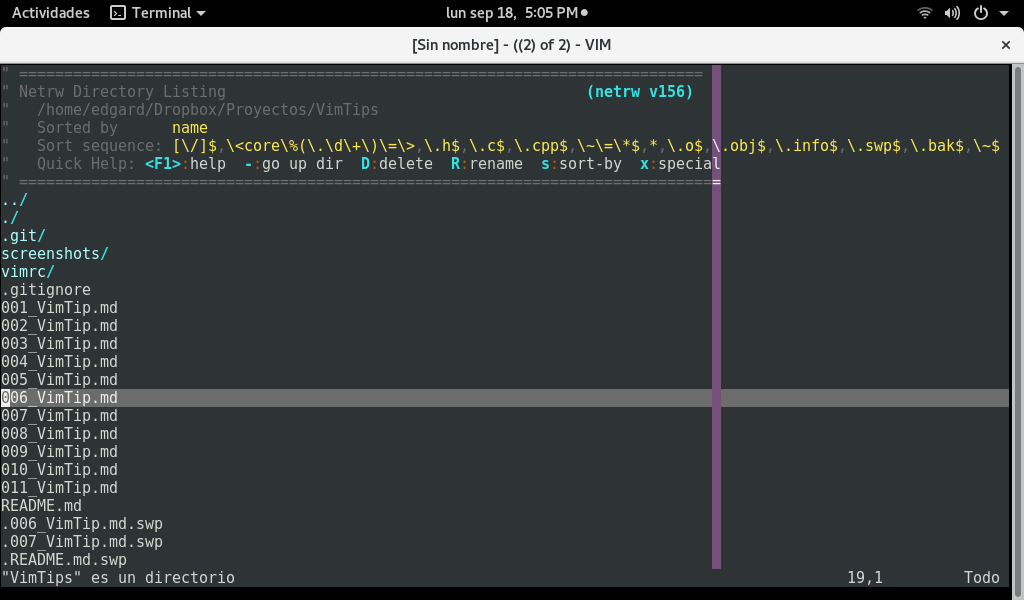 Actividades Terminal lun sep 18, 5:05 PM
[Sin nombre] - ((2) of 2) - VIM
" ============================================================================
" Netrw Directory Listing (netrw v156)
" /home/edgard/Dropbox/Proyectos/VimTips
" Sorted by name
" Sort sequence: [\/]$,\<core\%(\.\d\+\)\=\>,\.h$,\.c$,\.cpp$,\~\=\*$,*,\.o$,\.obj$,\.info$,\.swp$,\.bak$,\~$
" Quick Help: <F1>:help -:go up dir D:delete R:rename s:sort-by x:special
" ==============================================================================
../
./
.git/
screenshots/
vimrc/
.gitignore
001_VimTip.md
002_VimTip.md
003_VimTip.md
004_VimTip.md
005_VimTip.md
006_VimTip.md
007_VimTip.md
008_VimTip.md
009_VimTip.md
010_VimTip.md
011_VimTip.md
README.md
.006_VimTip.md.swp
.007_VimTip.md.swp
.README.md.swp
"VimTips" es un directorio 19,1 Todo